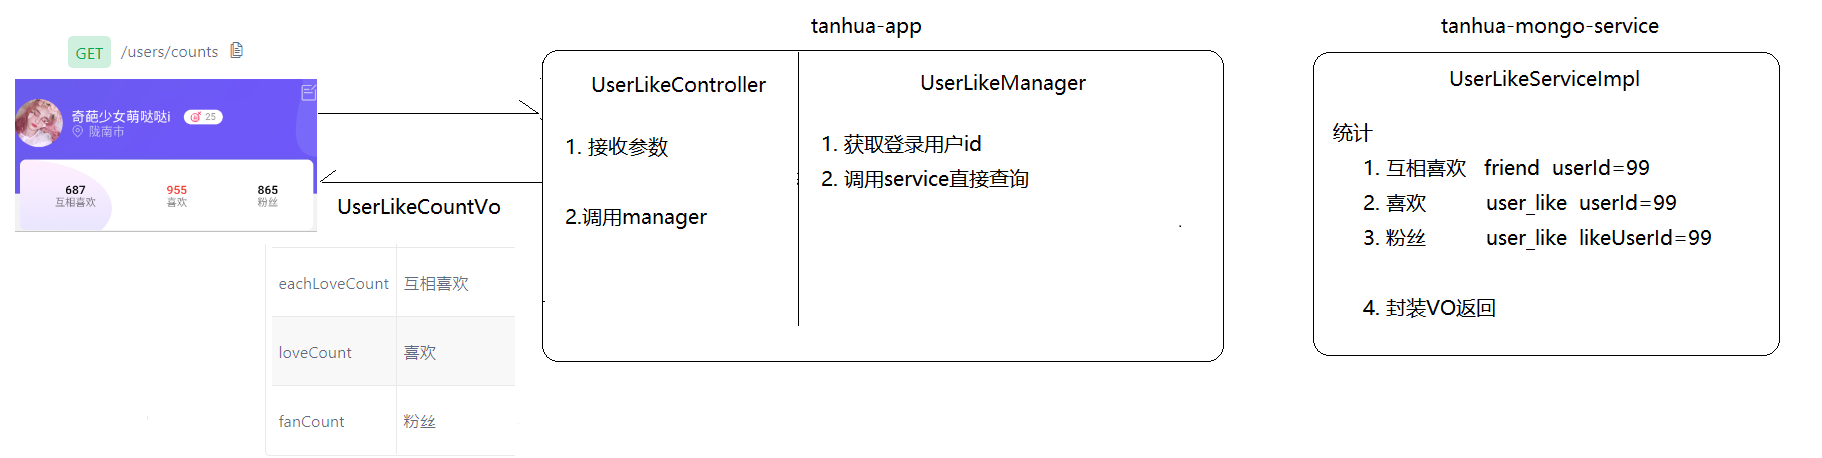 GET /users/counts
奇葩少女萌哒哒i 25
陇南市
687 955 865
互相喜欢 喜欢 粉丝
UserLikeCountVo
eachLoveCount 互相喜欢
loveCount 喜欢
fanCount 粉丝
tanhua-app
UserLikeController
1. 接收参数
2.调用manager
UserLikeManager
1. 获取登录用户id
2. 调用service直接查询
tanhua-mongo-service
UserLikeServiceImpl
统计
1. 互相喜欢 friend userId=99
2. 喜欢 user_like userId=99
3. 粉丝 user_like likeUserId=99
4. 封装VO返回